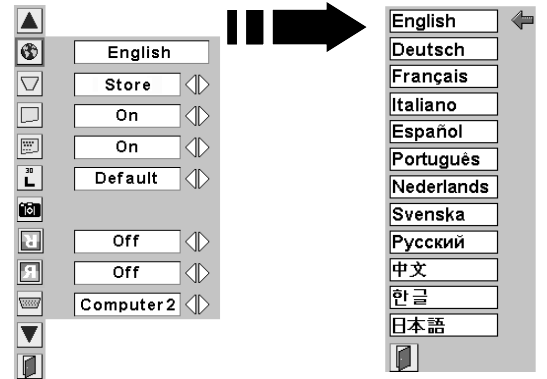 English
Store
On
On
Default
Off
Off
Computer2
English
Deutsch
Français
Italiano
Español
Português
Nederlands
Svenska
Русский
中文
한글
日本語